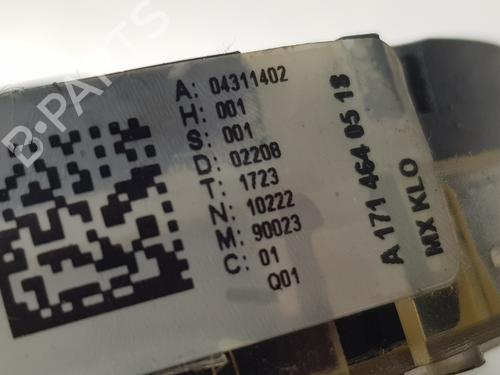 A: 04311402
H: 001
S: 001
D: 02208
T: 1723
N: 10222
M: 90023
C: 01
Q01
A 171 464 05 18
MX KLO
B-PARTS